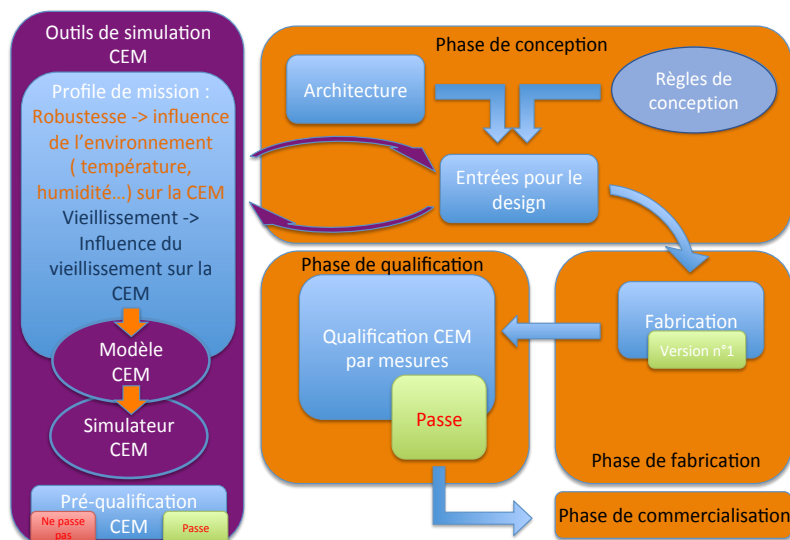 Outils de simulation
CEM
Profile de mission :
Robustesse -> influence
de l'environnement
( température,
humidité...) sur la CEM
Vieillissement ->
Influence du
vieillissement sur la
CEM
Modèle
CEM
Simulateur
CEM
Pré-qualification
CEM
Ne passe
pas
Passe
Phase de conception
Architecture
Règles de
conception
Entrées pour le
design
Phase de qualification
Qualification CEM
par mesures
Passe
Fabrication
Version n°1
Phase de fabrication
Phase de commercialisation